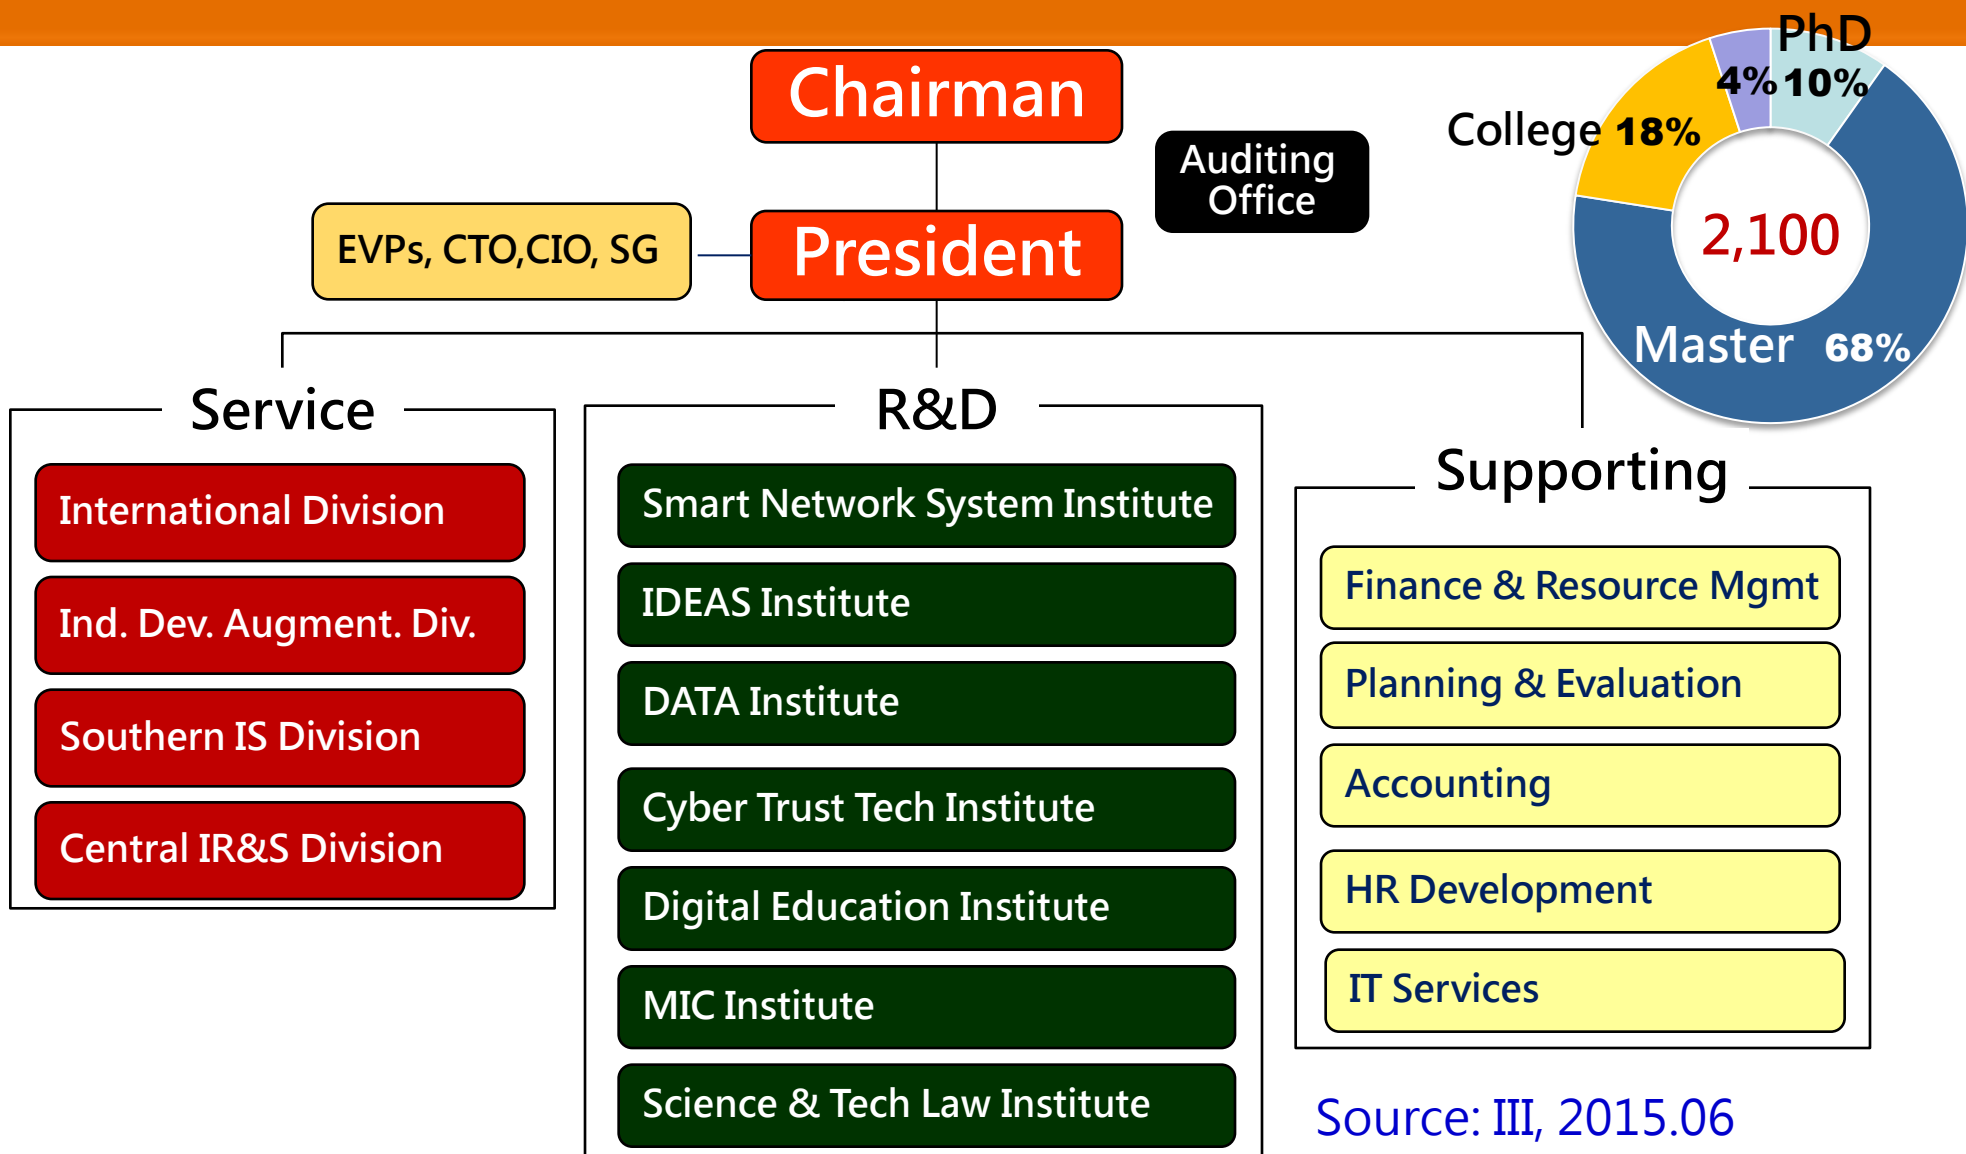 Chairman
Auditing
Office
EVPs, CTO,CIO, SG
President
PhD
4% 10%
College 18%
2,100
Master 68%
Service
International Division
Ind. Dev. Augment. Div.
Southern IS Division
Central IR&S Division
R&D
Smart Network System Institute
IDEAS Institute
DATA Institute
Cyber Trust Tech Institute
Digital Education Institute
MIC Institute
Science & Tech Law Institute
Supporting
Finance & Resource Mgmt
Planning & Evaluation
Accounting
HR Development
IT Services
Source: III, 2015.06